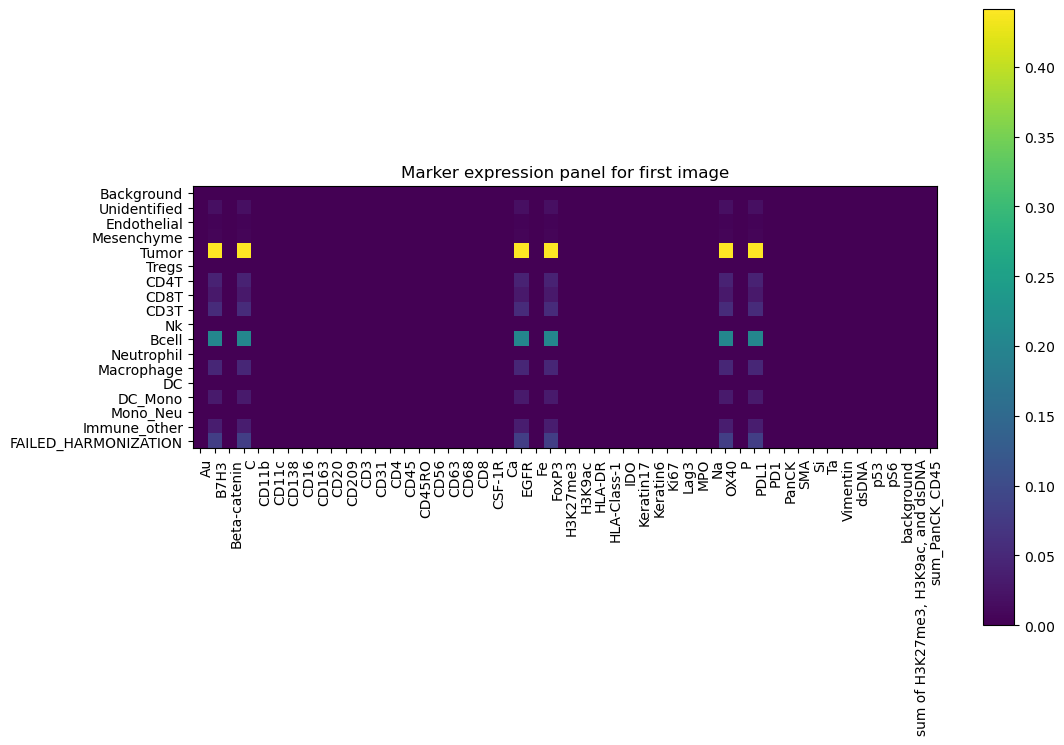 Marker expression panel for first image
Background
Unidentified
Endothelial
Mesenchyme
Tumor
Tregs
CD4T
CD8T
CD3T
Nk
Bcell
Neutrophil
Macrophage
DC
DC_Mono
Mono_Neu
Immune_other
FAILED_HARMONIZATION
Au
B7H3
Beta-catenin
C
CD11b
CD11c
CD138
CD16
CD163
CD20
CD209
CD3
CD31
CD4
CD45
CD45RO
CD56
CD63
CD68
CD8
CSF-1R
Ca
EGFR
Fe
FoxP3
H3K27me3
H3K9ac
HLA-DR
HLA-Class-1
IDO
Keratin17
Keratin6
Ki67
Lag3
MPO
Na
OX40
P
PDL1
PD1
PanCK
SMA
Si
Ta
Vimentin
dsDNA
p53
pS6
background
sum of H3K27me3, H3K9ac, and dsDNA
sum_PanCK_CD45
0.40
0.35
0.30
0.25
0.20
0.15
0.10
0.05
0.00